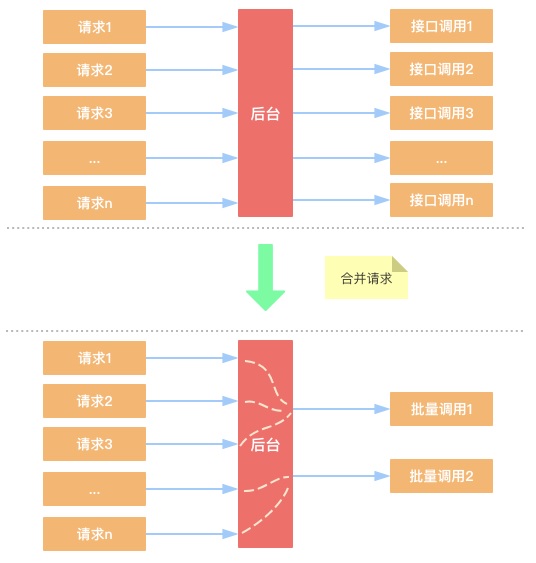 请求1
接口调用1
请求2
接口调用2
请求3
后台
接口调用3
...
...
请求n
接口调用n
合并请求
请求1
请求2
批量调用1
请求3
后台
批量调用2
...
请求n